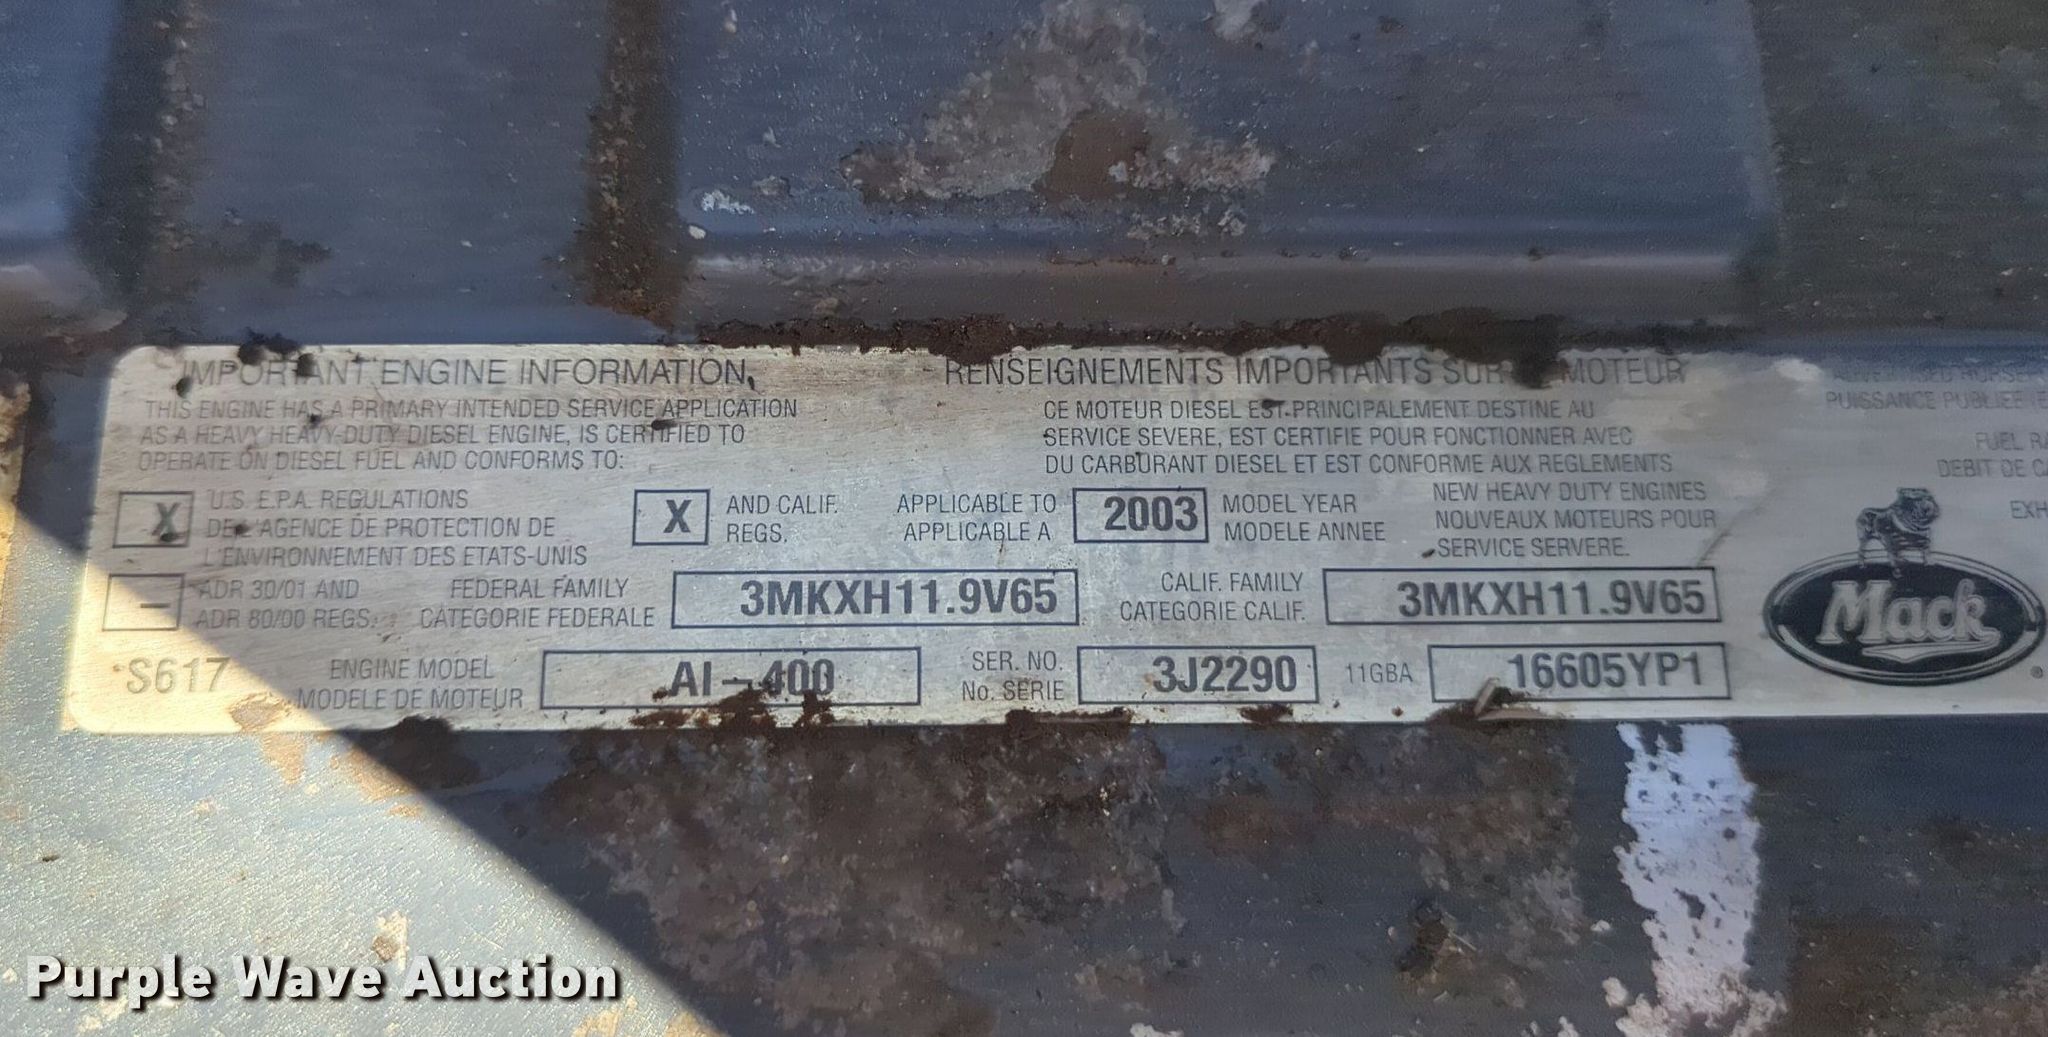 IMPORTANT ENGINE INFORMATION
THIS ENGINE HAS A PRIMARY INTENDED SERVICE APPLICATION
AS A HEAVY HEAVY-DUTY DIESEL ENGINE, IS CERTIFIED TO
OPERATE ON DIESEL FUEL AND CONFORMS TO:
RENSEIGNEMENTS IMPORTANTS SUR MOTEUR
CE MOTEUR DIESEL EST PRINCIPALEMENT DESTINE AU
SERVICE SEVERE, EST CERTIFIE POUR FONCTIONNER AVEC
DU CARBURANT DIESEL ET EST CONFORME AUX REGLEMENTS
X U.S. E.P.A. REGULATIONS
DE L'AGENCE DE PROTECTION DE
L'ENVIRONNEMENT DES ETATS-UNIS
X AND CALIF.
REGS.
APPLICABLE TO
APPLICABLE A
2003
MODEL YEAR
MODELE ANNEE
NEW HEAVY DUTY ENGINES
NOUVEAUX MOTEURS POUR
SERVICE SERVERE.
– ADR 30/01 AND
ADR 80/00 REGS.
FEDERAL FAMILY
CATEGORIE FEDERALE
3MKXH11.9V65
CALIF. FAMILY
CATEGORIE CALIF.
3MKXH11.9V65
S617
ENGINE MODEL
MODELE DE MOTEUR
AI-400
SER. NO.
No. SERIE
3J2290
11GBA
16605YP1
PUISSANCE PUBLIEE
FUEL
DEBIT DE
Mack
®
Purple Wave Auction